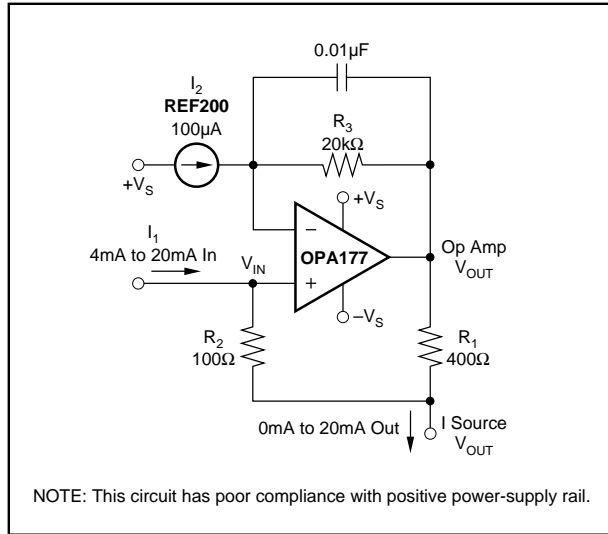 0.01µF
I2
REF200
100µA
R3
20kΩ
+VS
+VS
I1
4mA to 20mA In
VIN
−
+
OPA177
Op Amp
VOUT
−VS
R2
100Ω
R1
400Ω
0mA to 20mA Out
I Source
VOUT
NOTE: This circuit has poor compliance with positive power-supply rail.